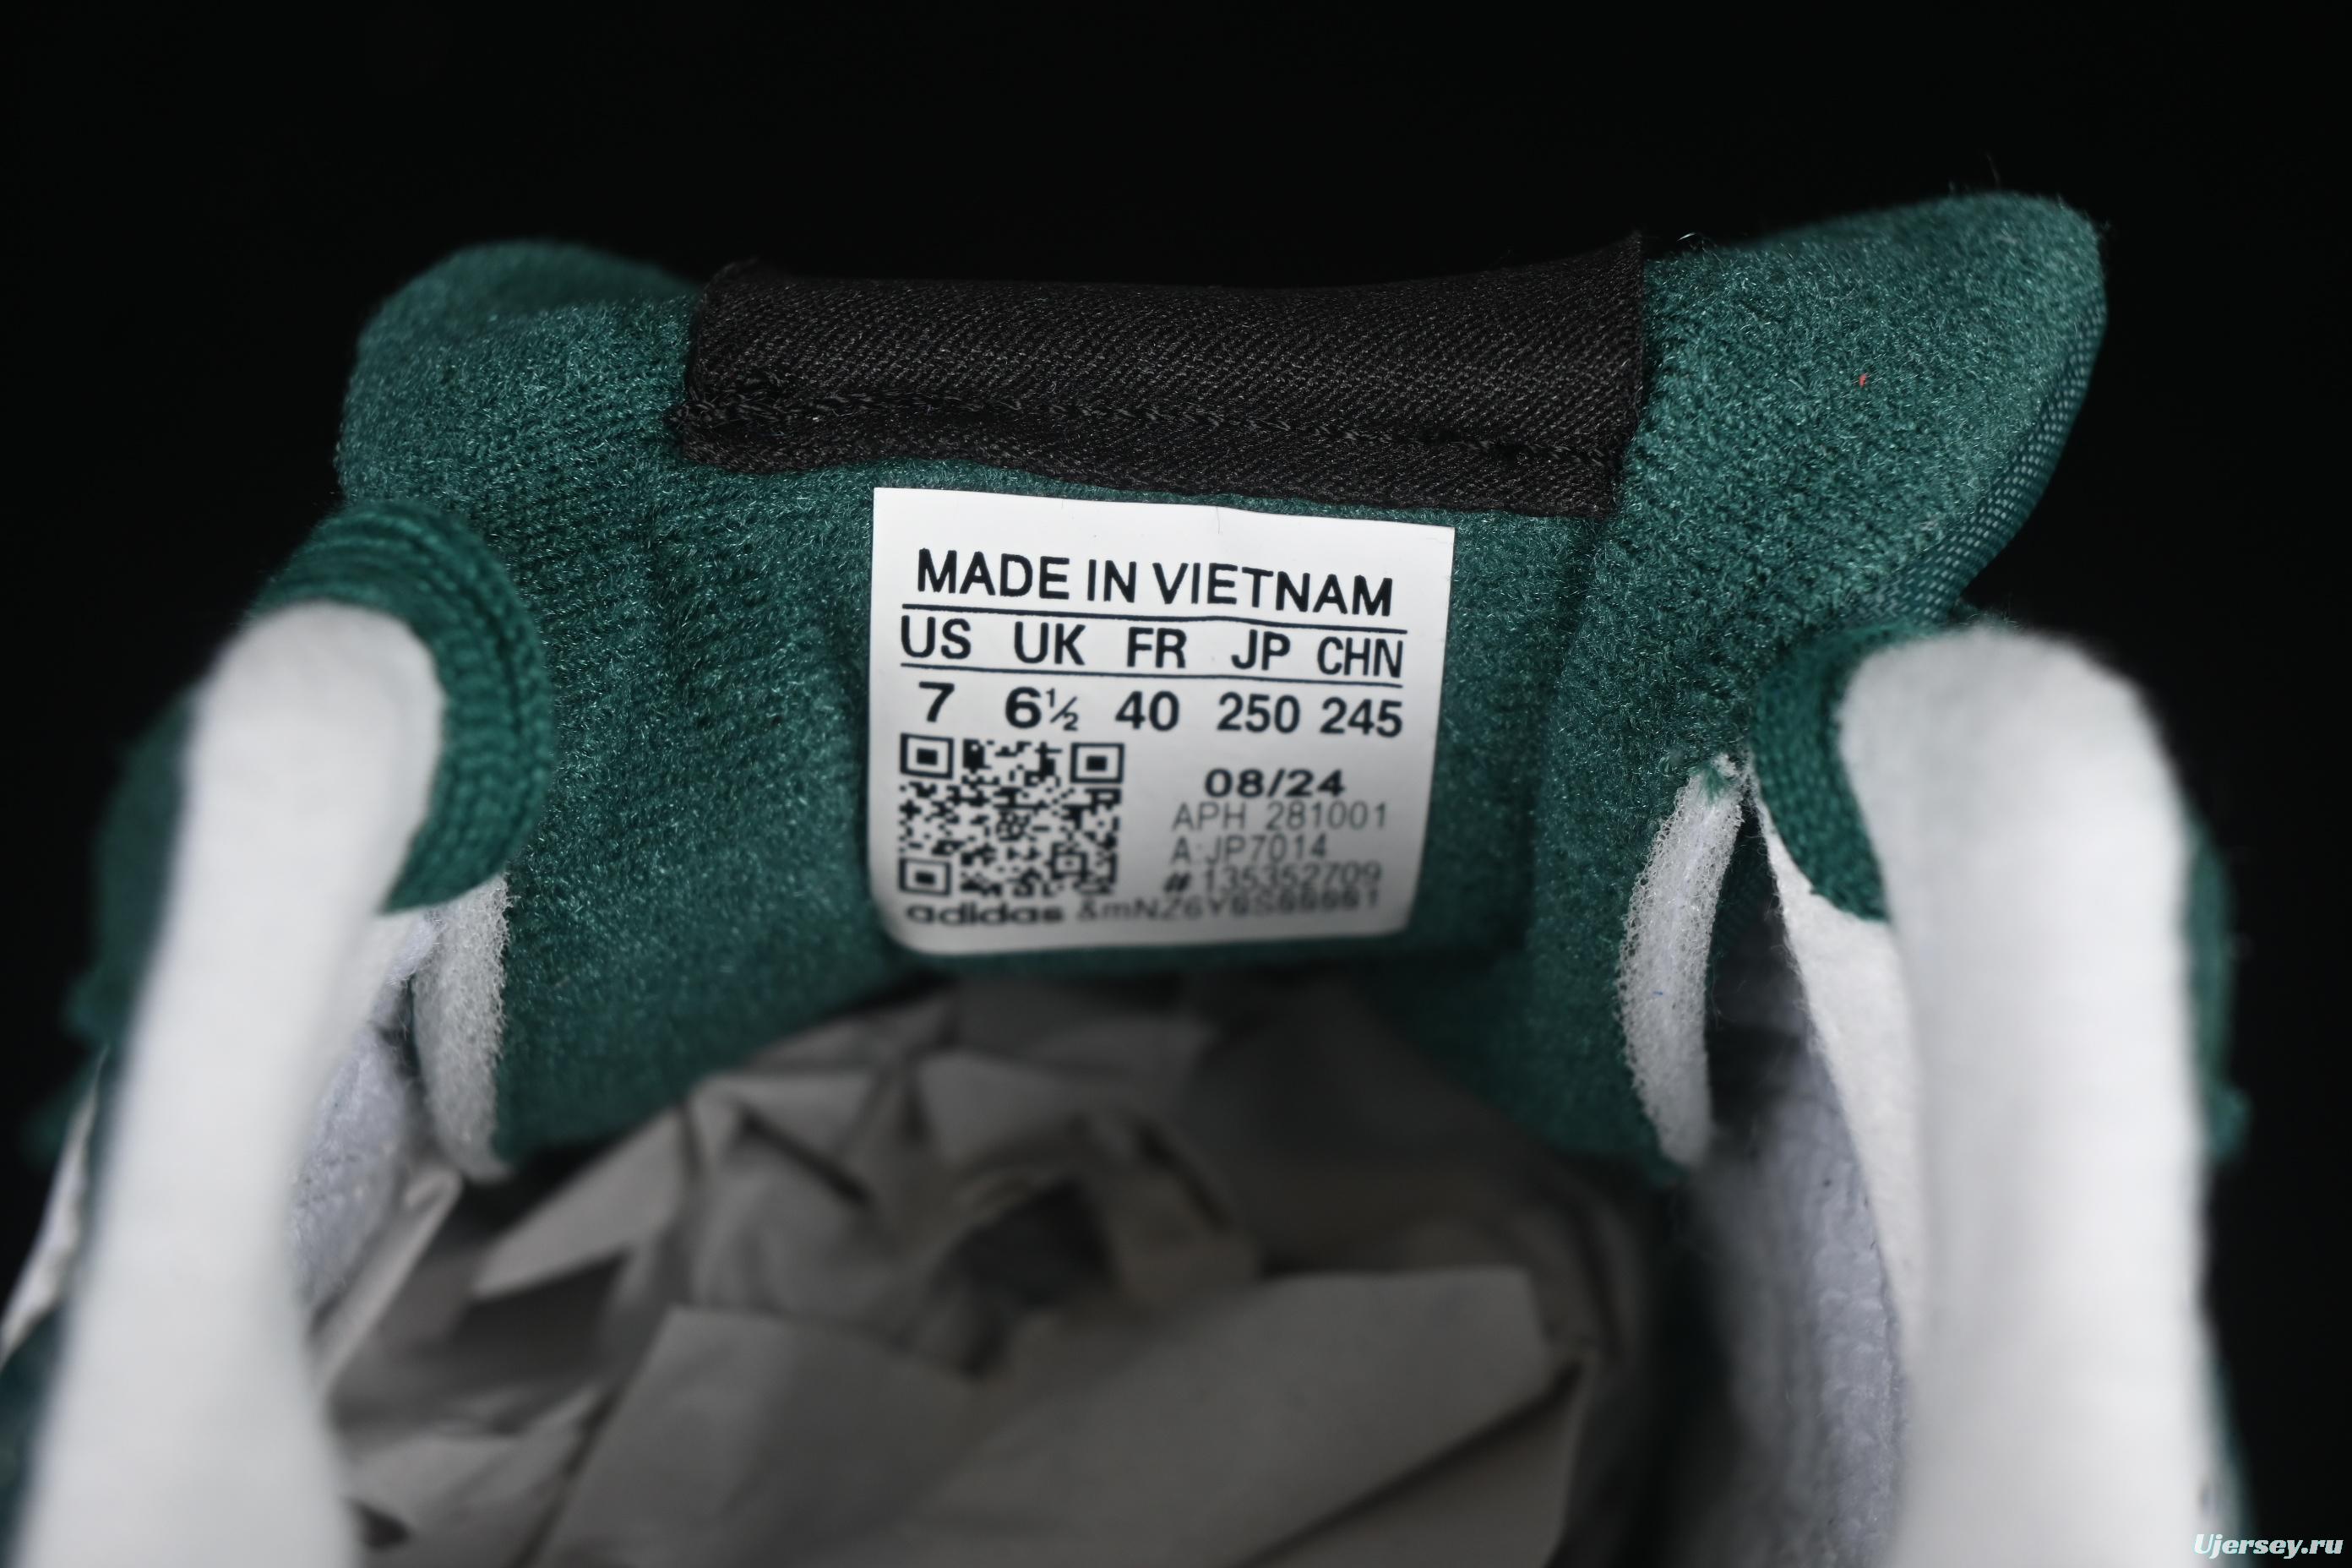 MADE IN VIETNAM
US UK FR JP CHN
7 6½ 40 250 245
08/24
APH 281001
A:JP7014
# 135352709
adidas
Ujersey.ru